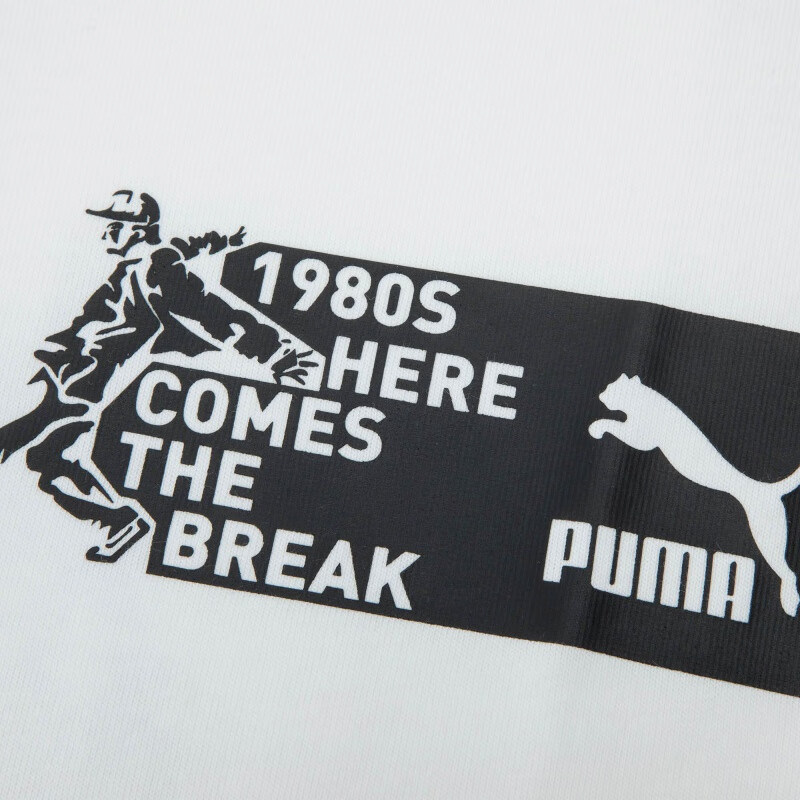 1980S
HERE
COMES
THE
BREAK
PUMA